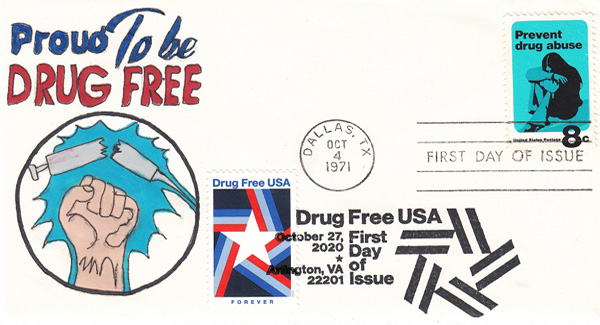 Proud To be
DRUG FREE
Prevent
drug abuse
United States Postage 8c.
DALLAS, TX
OCT
4
1971
FIRST DAY OF ISSUE
Drug Free USA
FOREVER
Drug Free USA
October 27, First
2020 Day
★ of
Arlington, VA Issue
22201